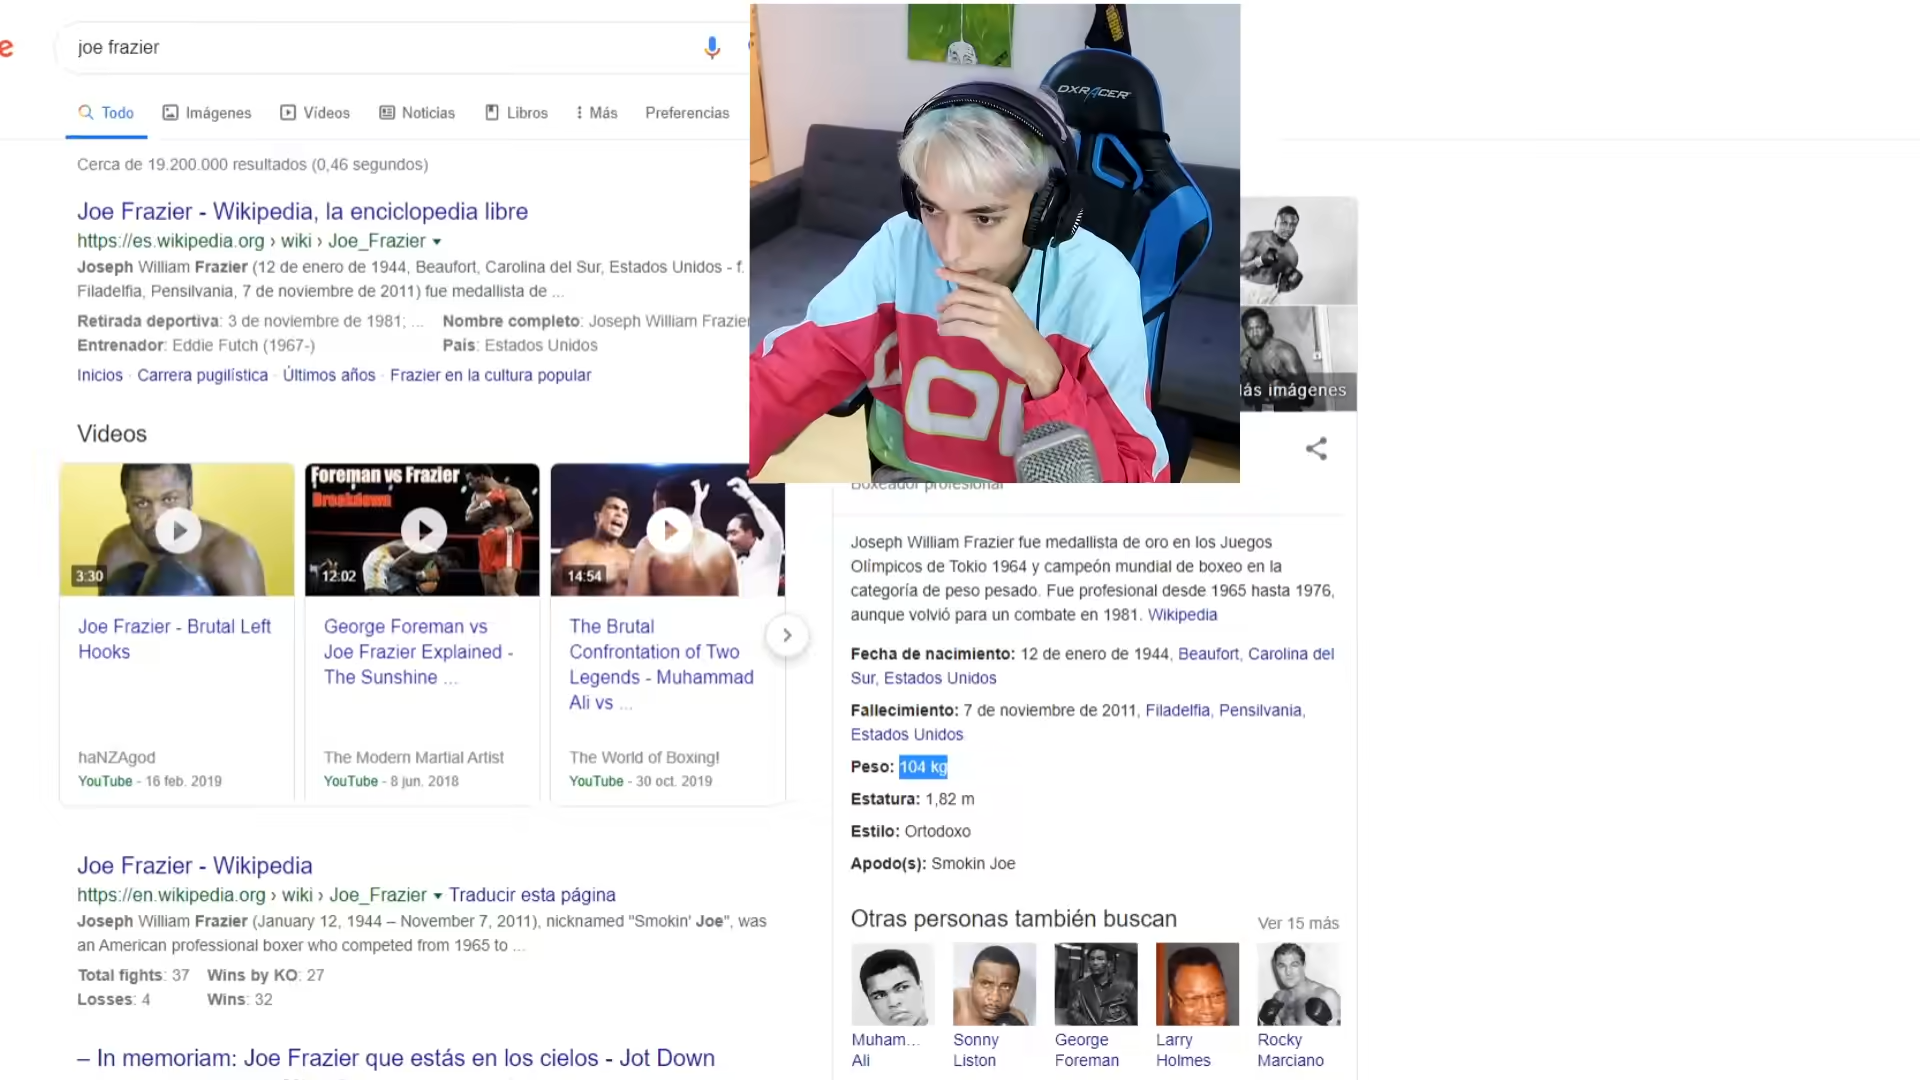 e
joe frazier
Todo
Imágenes
Vídeos
Noticias
Libros
Más
Preferencias
Cerca de 19.200.000 resultados (0,46 segundos)
Joe Frazier - Wikipedia, la enciclopedia libre
https://es.wikipedia.org › wiki › Joe_Frazier
Joseph William Frazier (12 de enero de 1944, Beaufort, Carolina del Sur, Estados Unidos - f.
Filadelfia, Pensilvania, 7 de noviembre de 2011) fue medallista de ...
Retirada deportiva: 3 de noviembre de 1981; ... Nombre completo: Joseph William Frazier
Entrenador: Eddie Futch (1967-) País: Estados Unidos
Inicios · Carrera pugilística · Últimos años · Frazier en la cultura popular
Videos
3:30
Joe Frazier - Brutal Left
Hooks
haNZAgod
YouTube - 16 feb. 2019
Foreman vs Frazier
Breakdown
12:02
George Foreman vs
Joe Frazier Explained -
The Sunshine ...
The Modern Martial Artist
YouTube - 8 jun. 2018
14:54
The Brutal
Confrontation of Two
Legends - Muhammad
Ali vs ...
The World of Boxing!
YouTube - 30 oct. 2019
Joe Frazier - Wikipedia
https://en.wikipedia.org › wiki › Joe_Frazier Traducir esta página
Joseph William Frazier (January 12, 1944 – November 7, 2011), nicknamed "Smokin' Joe", was
an American professional boxer who competed from 1965 to ...
Total fights: 37 Wins by KO: 27
Losses: 4 Wins: 32
– In memoriam: Joe Frazier que estás en los cielos - Jot Down
DXRACER
ás imágenes
Boxeador profesional
Joseph William Frazier fue medallista de oro en los Juegos
Olímpicos de Tokio 1964 y campeón mundial de boxeo en la
categoría de peso pesado. Fue profesional desde 1965 hasta 1976,
aunque volvió para un combate en 1981. Wikipedia
Fecha de nacimiento: 12 de enero de 1944, Beaufort, Carolina del
Sur, Estados Unidos
Fallecimiento: 7 de noviembre de 2011, Filadelfia, Pensilvania,
Estados Unidos
Peso: 104 kg
Estatura: 1,82 m
Estilo: Ortodoxo
Apodo(s): Smokin Joe
Otras personas también buscan
Ver 15 más
Muham...
Ali
Sonny
Liston
George
Foreman
Larry
Holmes
Rocky
Marciano